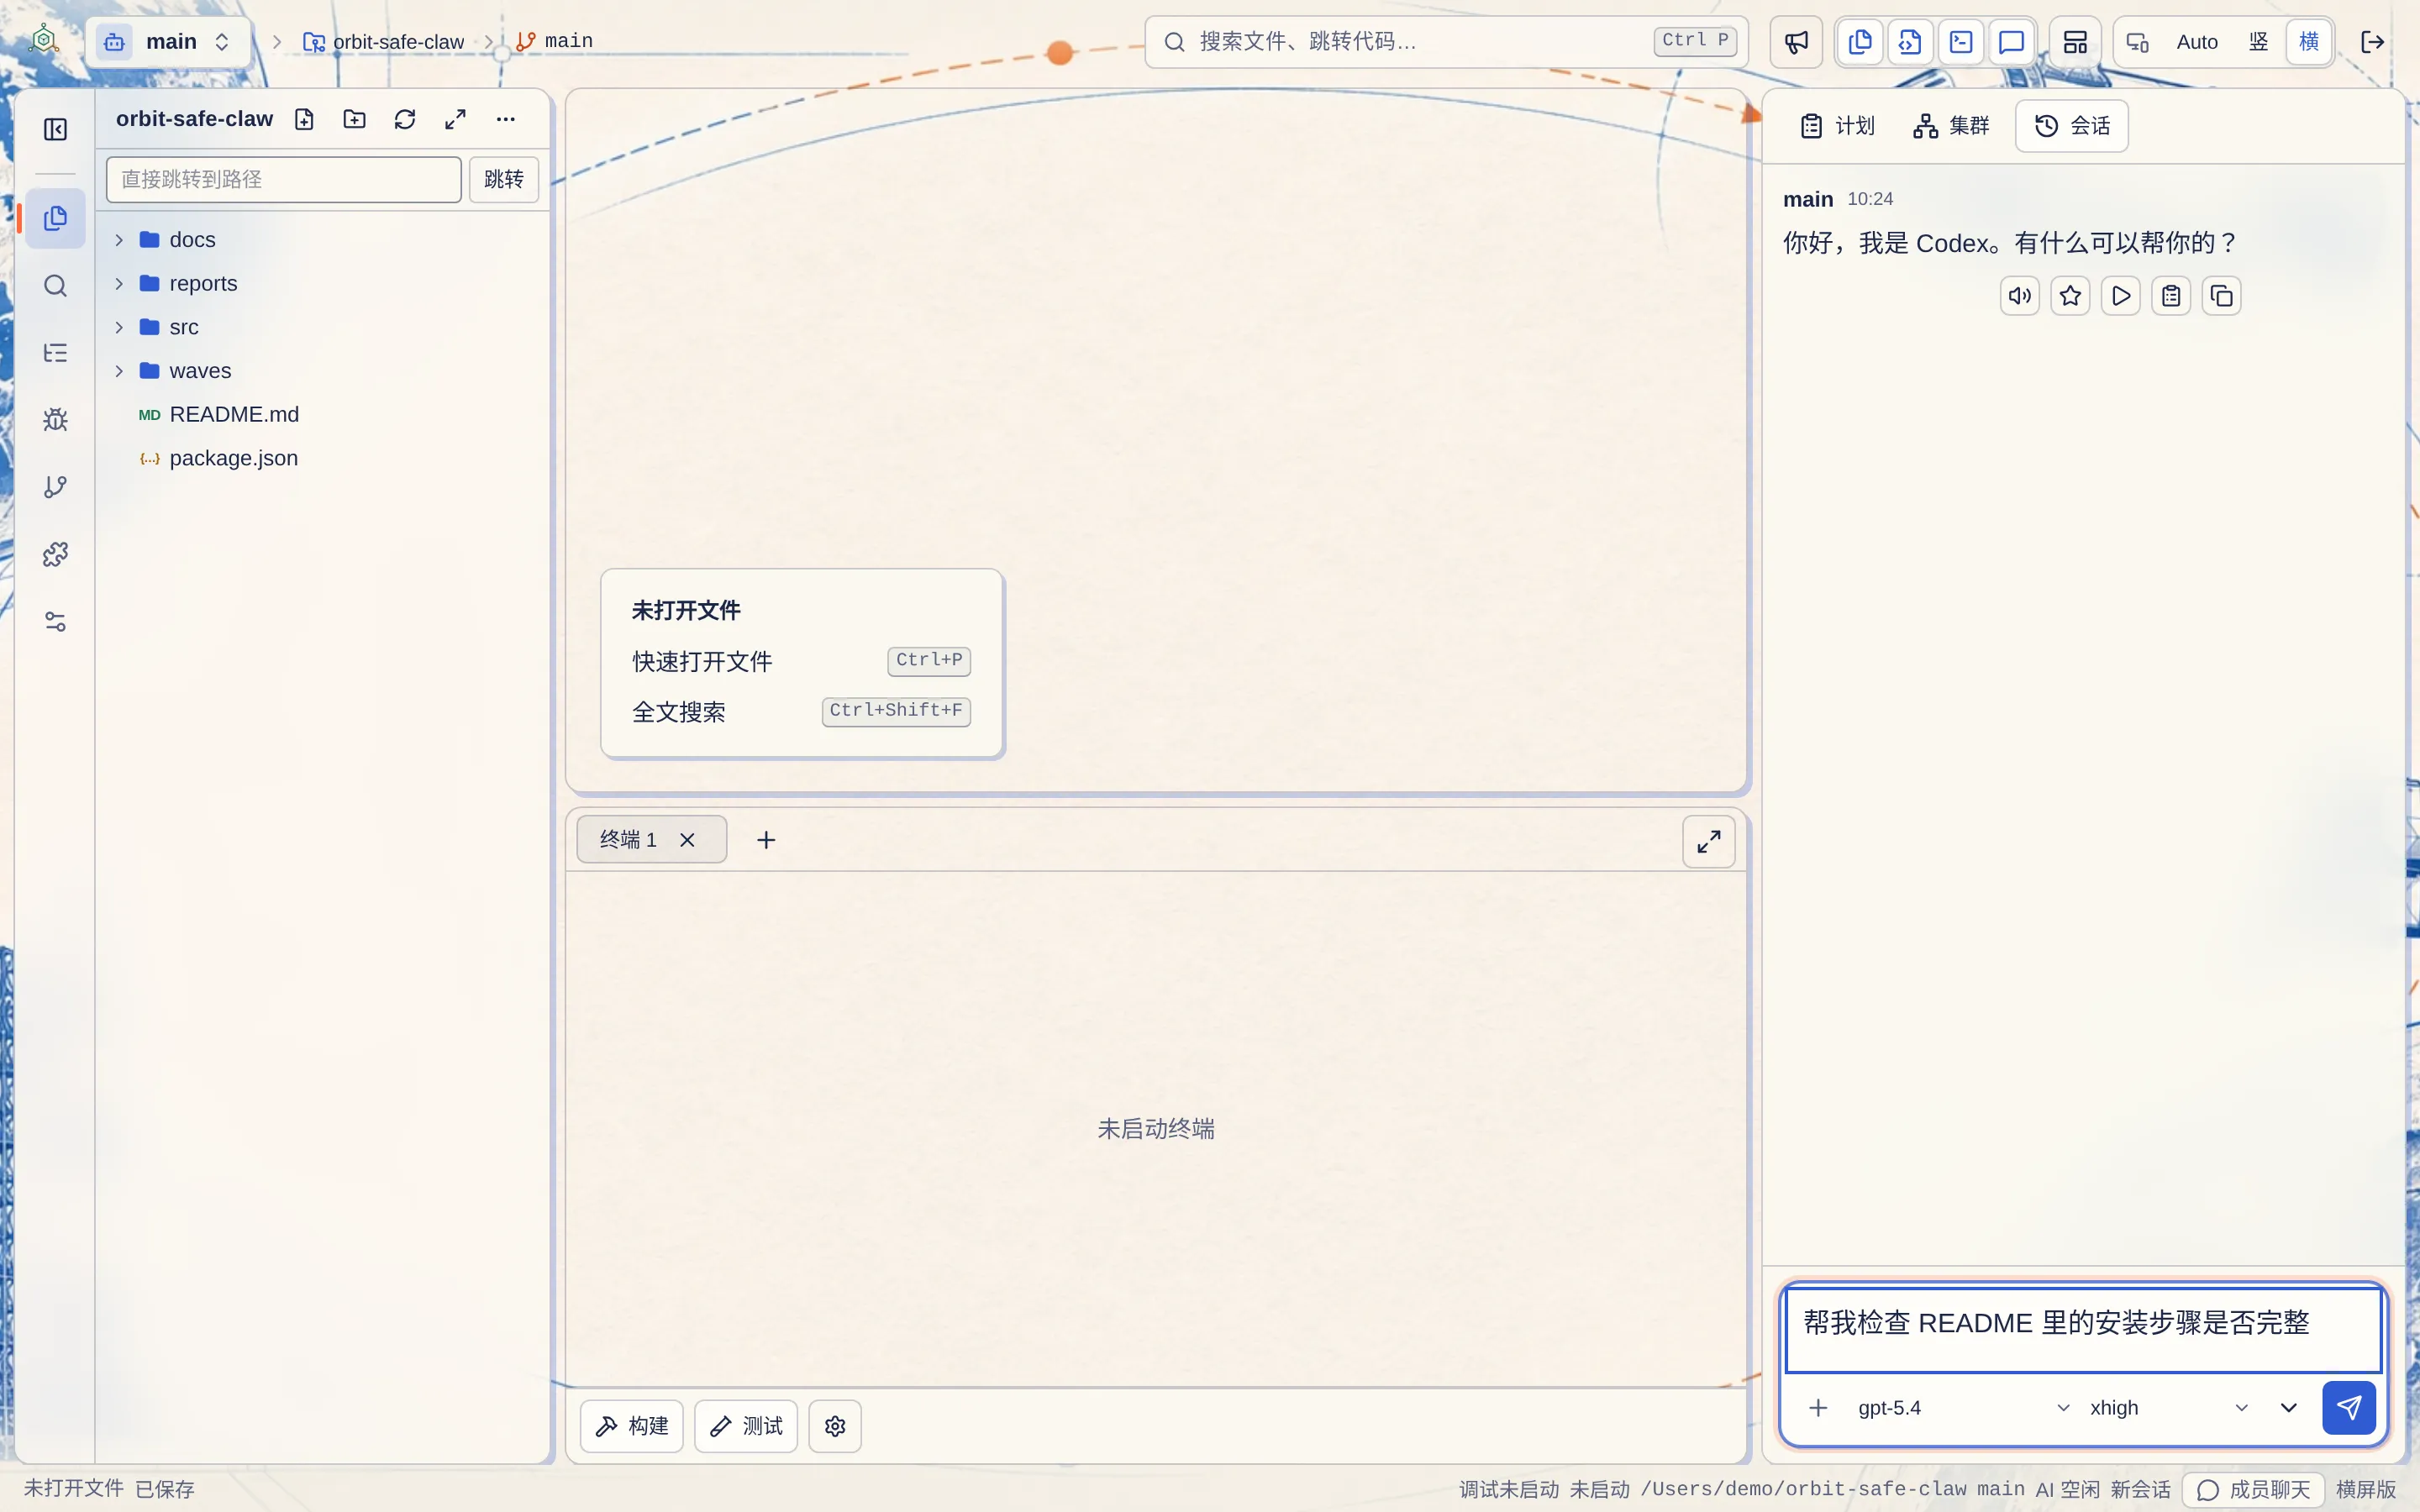 main
orbit-safe-claw
main
搜索文件、跳转代码...
Ctrl P
Auto
竖
横
orbit-safe-claw
直接跳转到路径
跳转
docs
reports
src
waves
MD README.md
{...} package.json
未打开文件
快速打开文件
Ctrl+P
全文搜索
Ctrl+Shift+F
终端 1
未启动终端
构建
测试
计划
集群
会话
main 10:24
你好，我是 Codex。有什么可以帮你的？
帮我检查 README 里的安装步骤是否完整
gpt-5.4
xhigh
未打开文件 已保存
调试未启动 未启动 /Users/demo/orbit-safe-claw main AI 空闲 新会话 成员聊天 横屏版